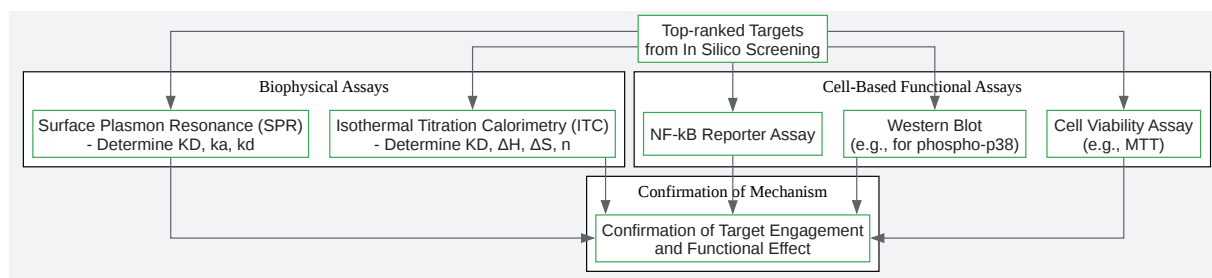 Top-ranked Targets
from In Silico Screening
Biophysical Assays
Cell-Based Functional Assays
Surface Plasmon Resonance (SPR)
- Determine KD, ka, kd
Isothermal Titration Calorimetry (ITC)
- Determine KD, ΔH, ΔS, n
NF-kB Reporter Assay
Western Blot
(e.g., for phospho-p38)
Cell Viability Assay
(e.g., MTT)
Confirmation of Mechanism
Confirmation of Target Engagement
and Functional Effect